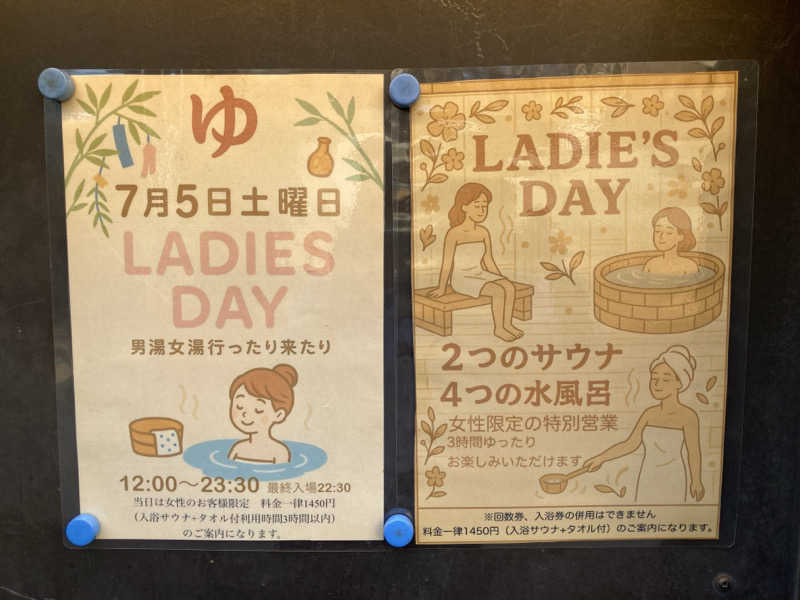 ゆ
7月5日土曜日
LADIES
DAY
男湯女湯行ったり来たり
12:00～23:30 最終入場22:30
当日は女性のお客様限定　料金一律1450円
（入浴サウナ+タオル付利用時間3時間以内）
のご案内になります。
LADIE'S
DAY
2つのサウナ
4つの水風呂
女性限定の特別営業
3時間ゆったり
お楽しみいただけます
※回数券、入浴券の併用はできません
料金一律1450円（入浴サウナ+タオル付）のご案内になります。